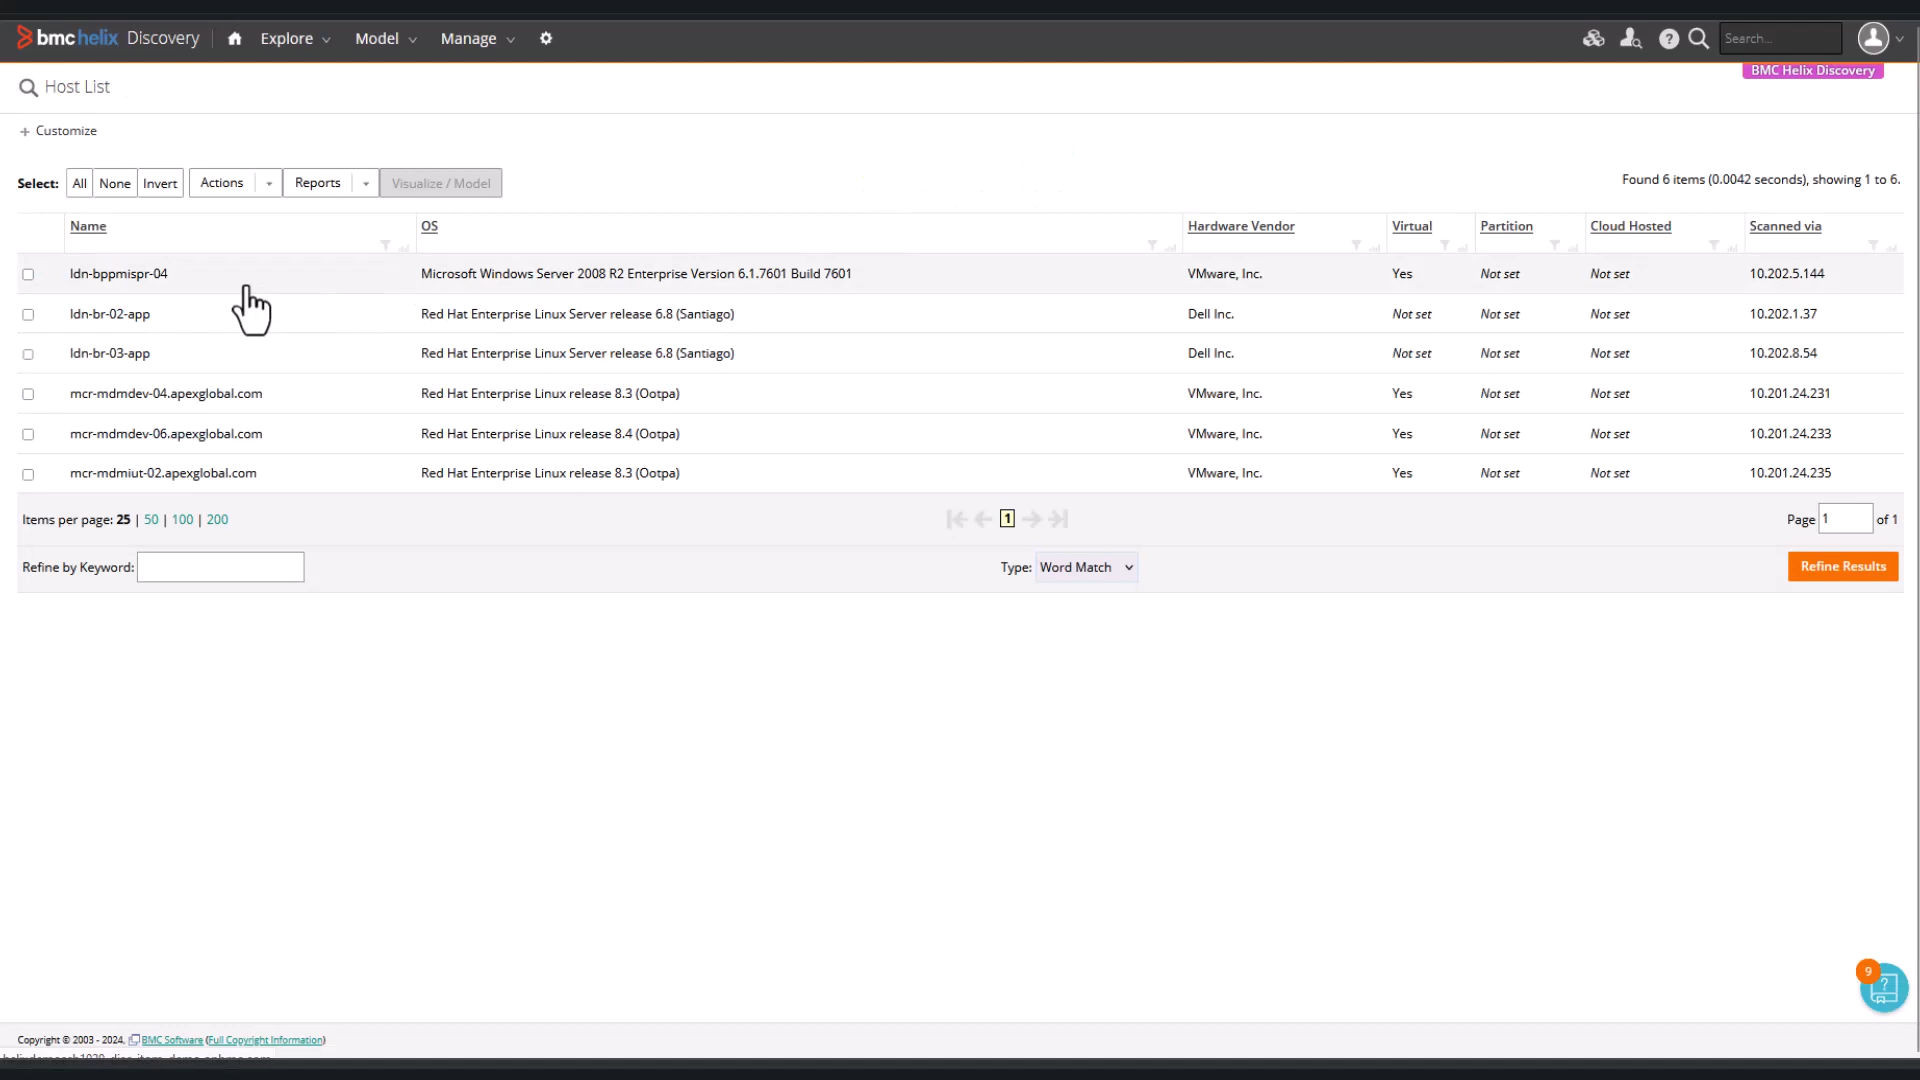 bmchelix Discovery Explore Model Manage Search...
BMC Helix Discovery
Host List
+ Customize
Select: All None Invert Actions Reports Visualize / Model Found 6 items (0.0042 seconds), showing 1 to 6.
Name OS Hardware Vendor Virtual Partition Cloud Hosted Scanned via
ldn-bppmispr-04 Microsoft Windows Server 2008 R2 Enterprise Version 6.1.7601 Build 7601 VMware, Inc. Yes Not set Not set 10.202.5.144
ldn-br-02-app Red Hat Enterprise Linux Server release 6.8 (Santiago) Dell Inc. Not set Not set Not set 10.202.1.37
ldn-br-03-app Red Hat Enterprise Linux Server release 6.8 (Santiago) Dell Inc. Not set Not set Not set 10.202.8.54
mcr-mdmdev-04.apexglobal.com Red Hat Enterprise Linux release 8.3 (Ootpa) VMware, Inc. Yes Not set Not set 10.201.24.231
mcr-mdmdev-06.apexglobal.com Red Hat Enterprise Linux release 8.4 (Ootpa) VMware, Inc. Yes Not set Not set 10.201.24.233
mcr-mdmiut-02.apexglobal.com Red Hat Enterprise Linux release 8.3 (Ootpa) VMware, Inc. Yes Not set Not set 10.201.24.235
Items per page: 25 | 50 | 100 | 200 1 Page 1 of 1
Refine by Keyword: Type: Word Match Refine Results
9
Copyright © 2003 - 2024, BMC Software (Full Copyright Information)